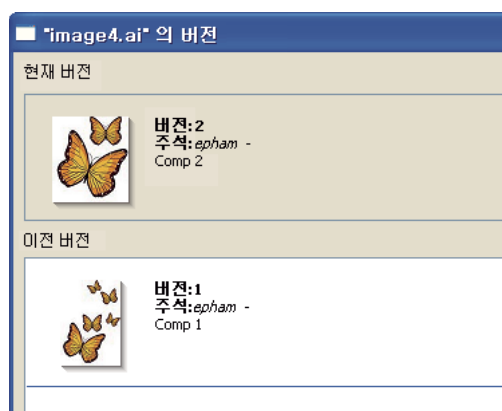 "image4.ai" 의 버전
현재 버전
버전:2
주석:epham -
Comp 2
이전 버전
버전:1
주석:epham -
Comp 1